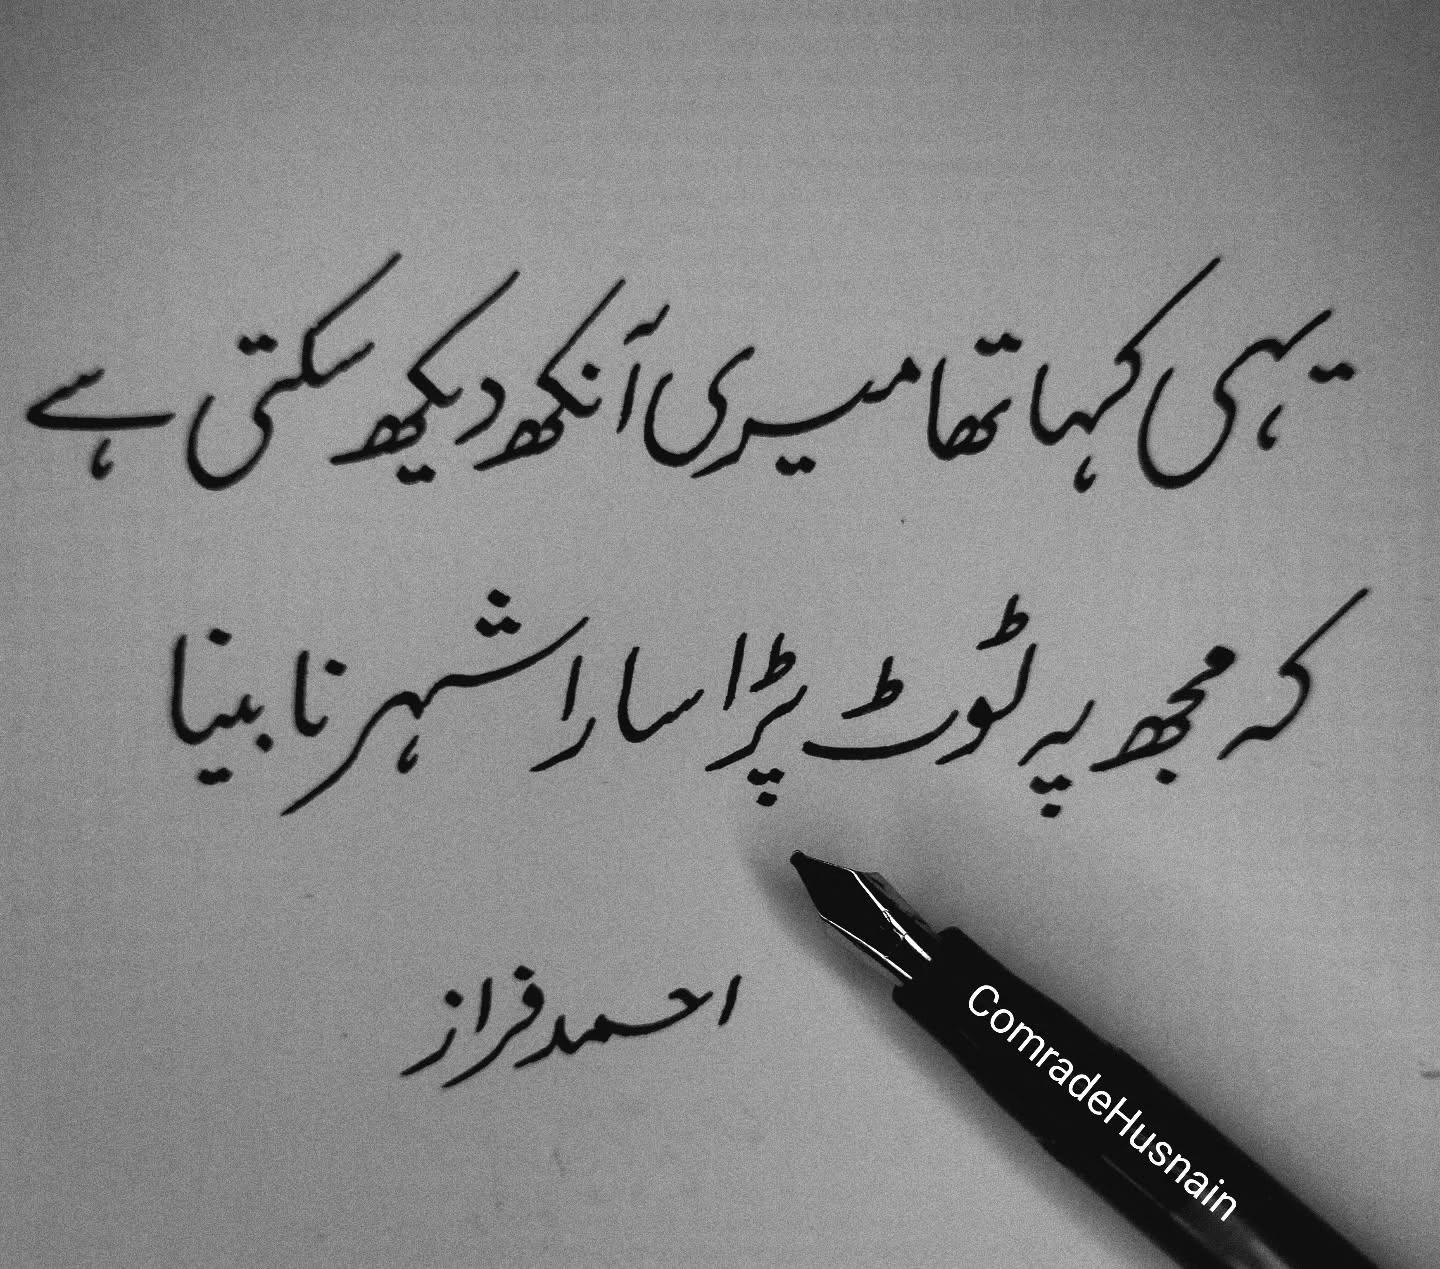 یہی کہا تھا میری آنکھ دیکھ سکتی ہے
کہ مجھ پہ ٹوٹ پڑا سارا شہر نابینا
احمد فراز
ComradeHusnain